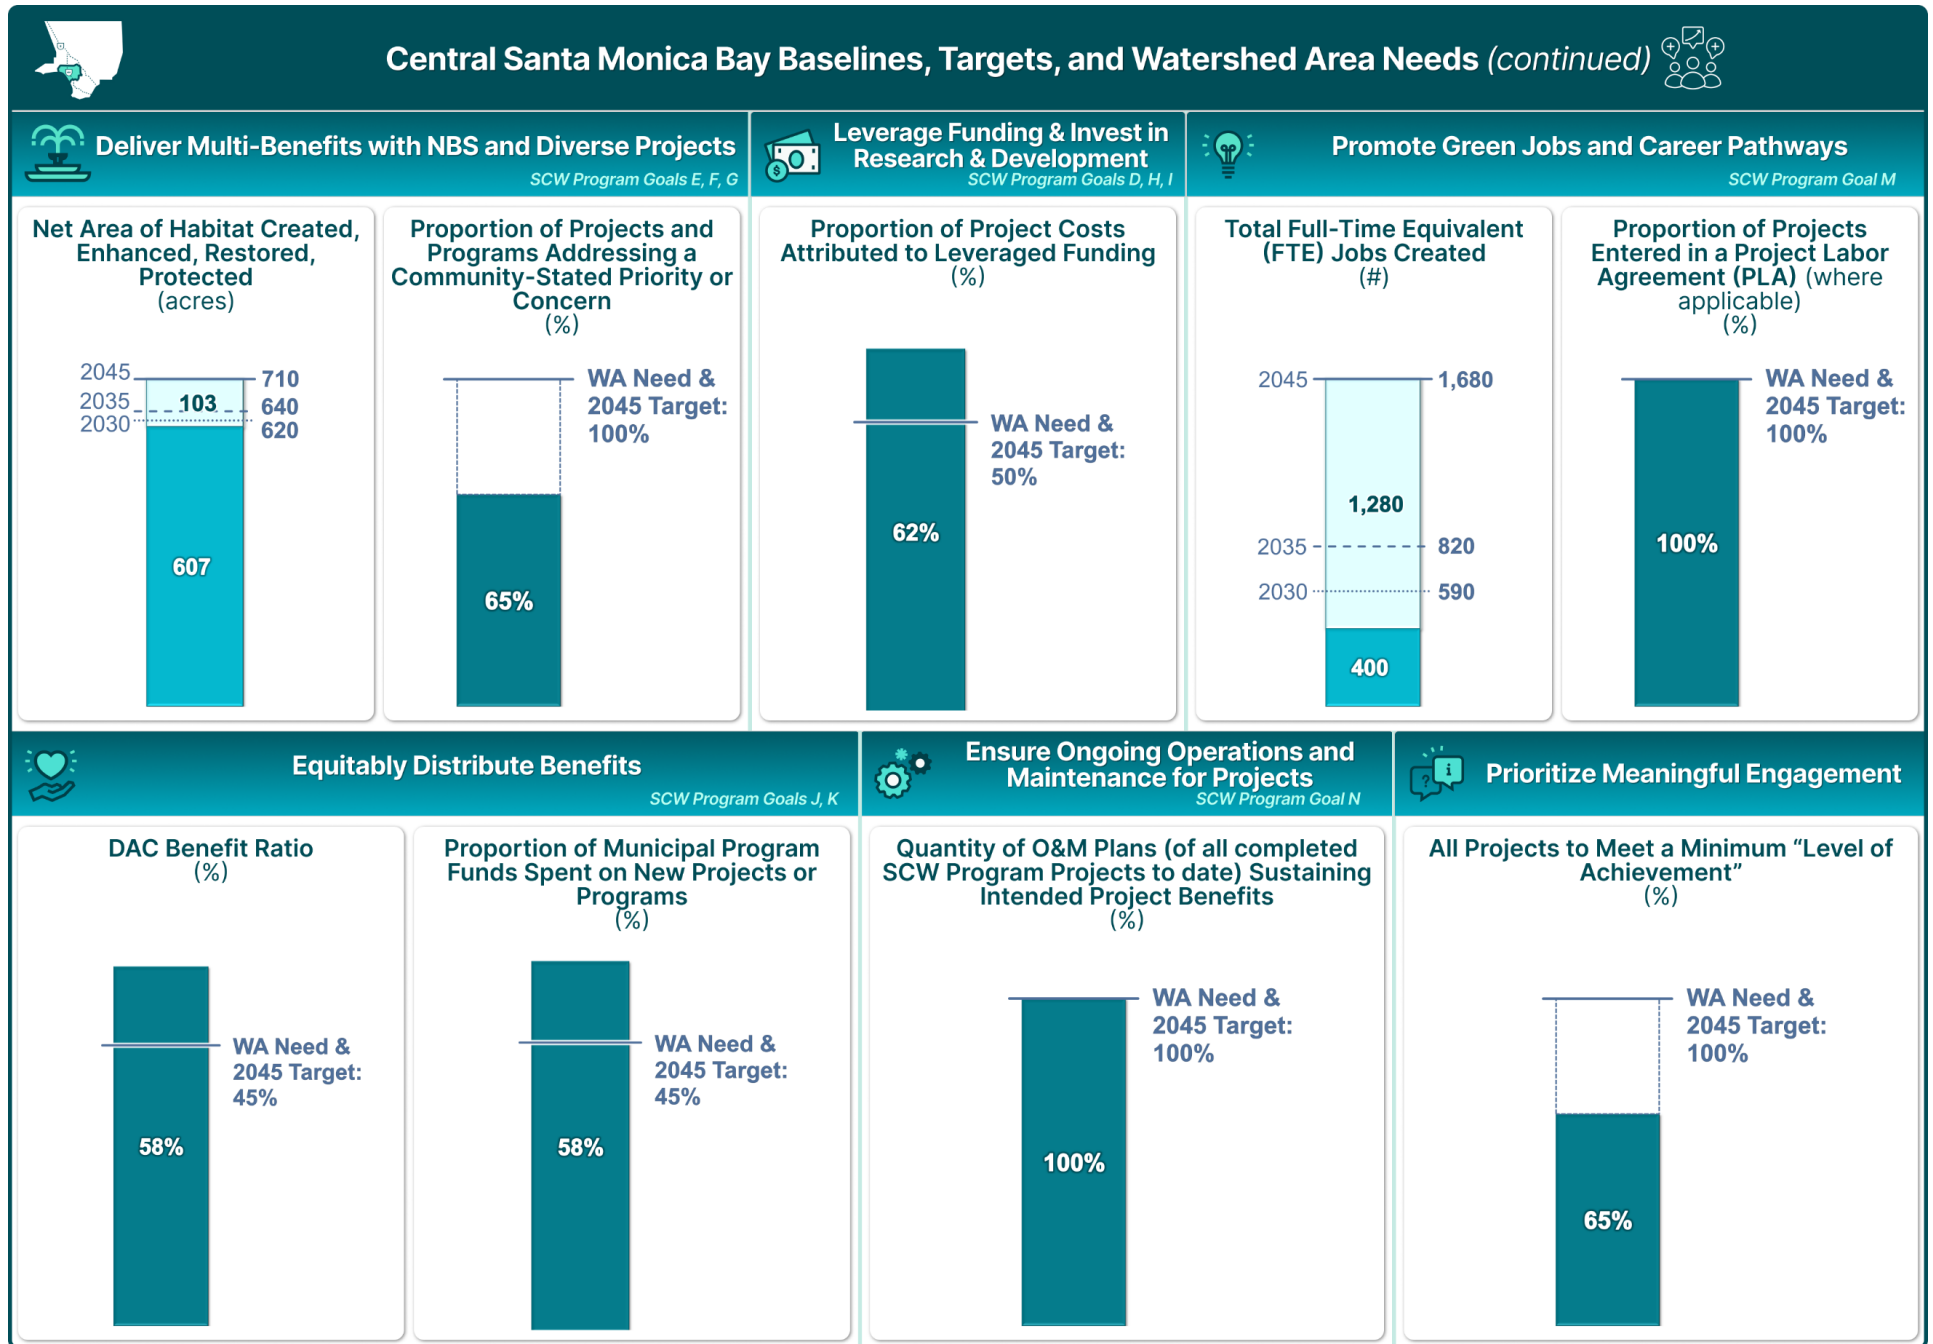 Central Santa Monica Bay Baselines, Targets, and Watershed Area Needs (continued)
Deliver Multi-Benefits with NBS and Diverse Projects
SCW Program Goals E, F, G
Leverage Funding & Invest in
Research & Development
SCW Program Goals D, H, I
Promote Green Jobs and Career Pathways
SCW Program Goal M
Net Area of Habitat Created,
Enhanced, Restored,
Protected
(acres)
2045
710
103
2035
640
2030
620
607
Proportion of Projects and
Programs Addressing a
Community-Stated Priority or
Concern
(%)
WA Need &
2045 Target:
100%
65%
Proportion of Project Costs
Attributed to Leveraged Funding
(%)
WA Need &
2045 Target:
50%
62%
Total Full-Time Equivalent
(FTE) Jobs Created
(#)
2045
1,680
1,280
2035
820
2030
590
400
Proportion of Projects
Entered in a Project Labor
Agreement (PLA) (where
applicable)
(%)
WA Need &
2045 Target:
100%
100%
Equitably Distribute Benefits
SCW Program Goals J, K
Ensure Ongoing Operations and
Maintenance for Projects
SCW Program Goal N
Prioritize Meaningful Engagement
DAC Benefit Ratio
(%)
WA Need &
2045 Target:
45%
58%
Proportion of Municipal Program
Funds Spent on New Projects or
Programs
(%)
WA Need &
2045 Target:
45%
58%
Quantity of O&M Plans (of all completed
SCW Program Projects to date) Sustaining
Intended Project Benefits
(%)
WA Need &
2045 Target:
100%
100%
All Projects to Meet a Minimum “Level of
Achievement”
(%)
WA Need &
2045 Target:
100%
65%